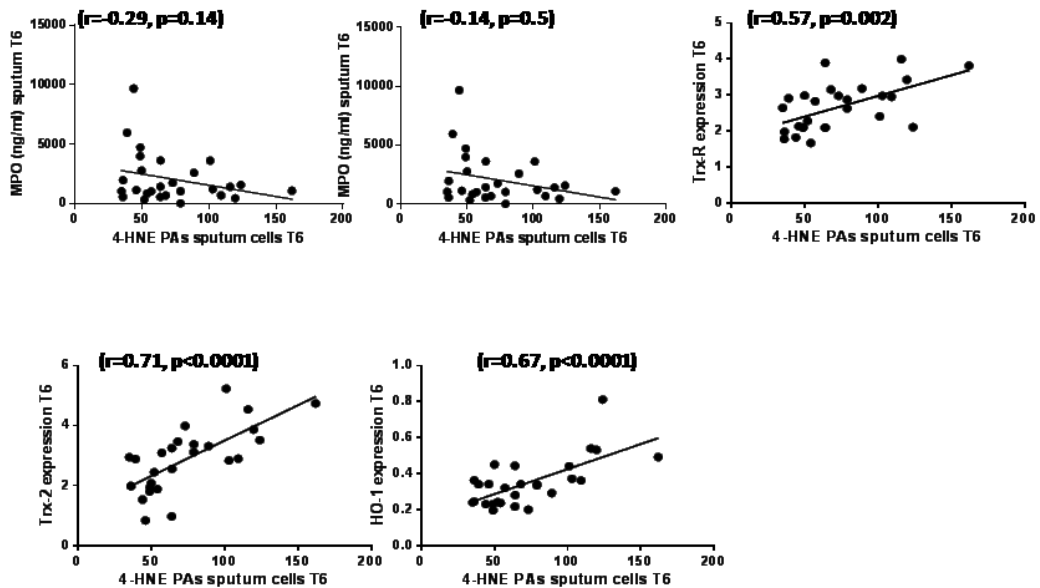 (r=-0.29, p=0.14)
MPO (ng/ml) sputum T6
15000
10000
5000
0
0 50 100 150 200
4-HNE PAs sputum cells T6
(r=-0.14, p=0.5)
MPO (ng/ml) sputum T6
15000
10000
5000
0
0 50 100 150 200
4-HNE PAs sputum cells T6
(r=0.57, p=0.002)
Trx-R expression T6
5
4
3
2
1
0
0 50 100 150 200
4-HNE PAs sputum cells T6
(r=0.71, p<0.0001)
Trx-2 expression T6
6
4
2
0
0 50 100 150 200
4-HNE PAs sputum cells T6
(r=0.67, p<0.0001)
HO-1 expression T6
1.0
0.8
0.6
0.4
0.2
0.0
0 50 100 150 200
4-HNE PAs sputum cells T6